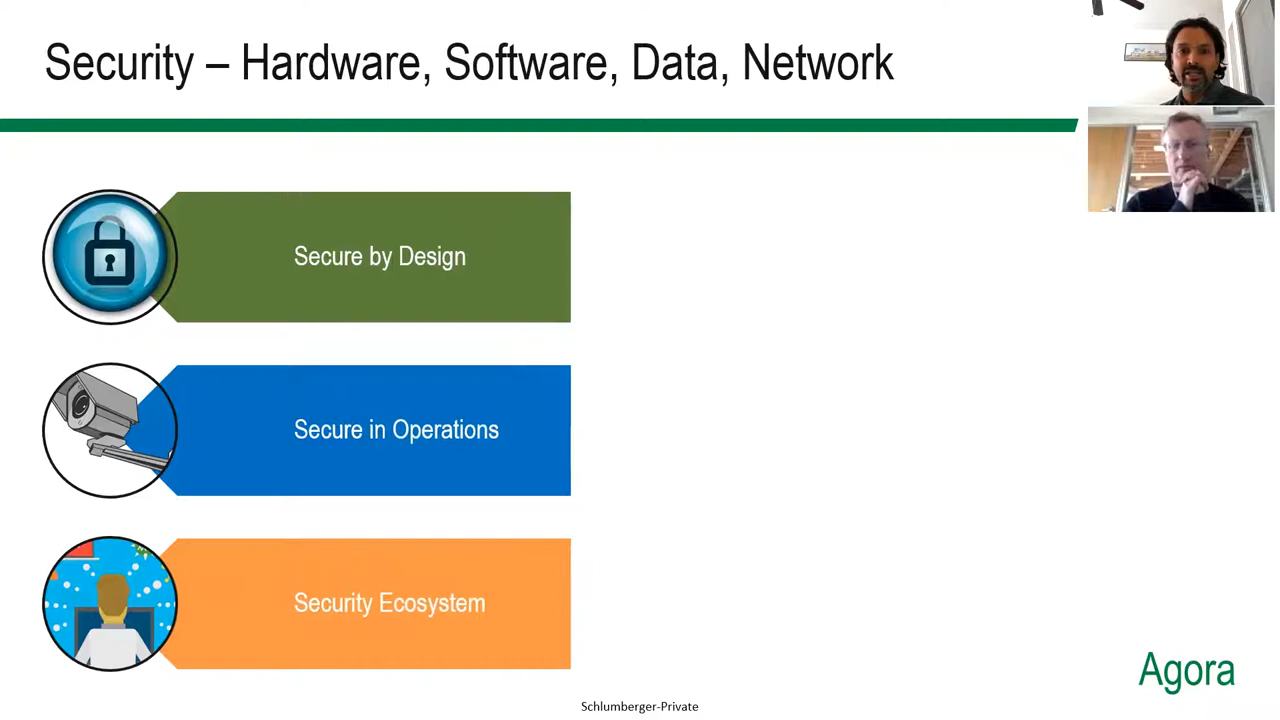 Security – Hardware, Software, Data, Network
Secure by Design
Secure in Operations
Security Ecosystem
Agora
Schlumberger-Private